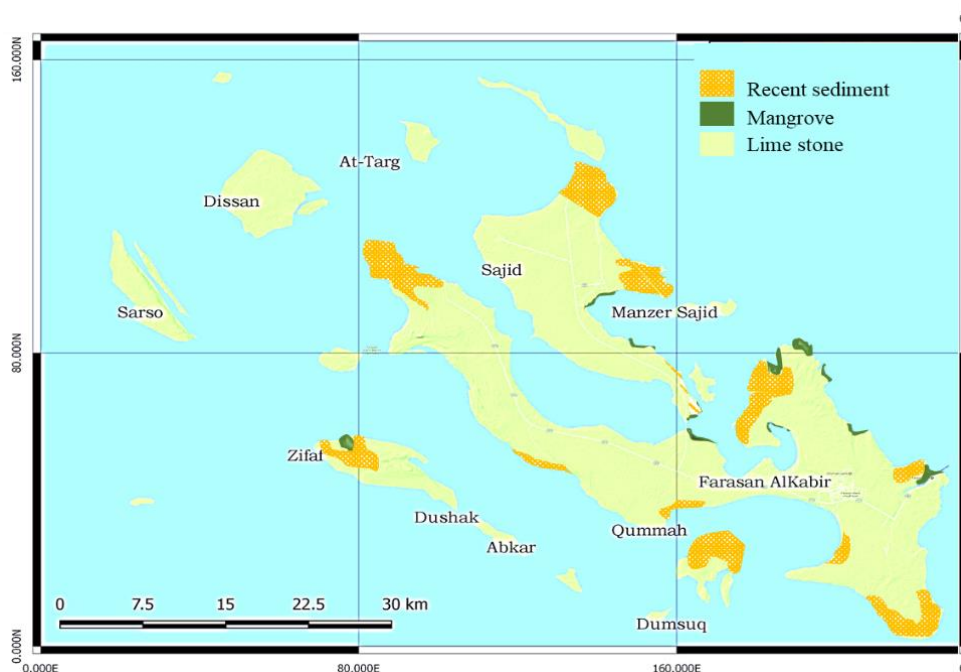 160.000N
Recent sediment
Mangrove
Lime stone
At-Targ
Dissan
Sajid
Sarso
Manzer Sajid
80.000N
Zifaf
Farasan AlKabir
Dushak
Qummah
Abkar
0 7.5 15 22.5 30 km
Dumsuq
0.000N
0.000E 80.000E 160.000E